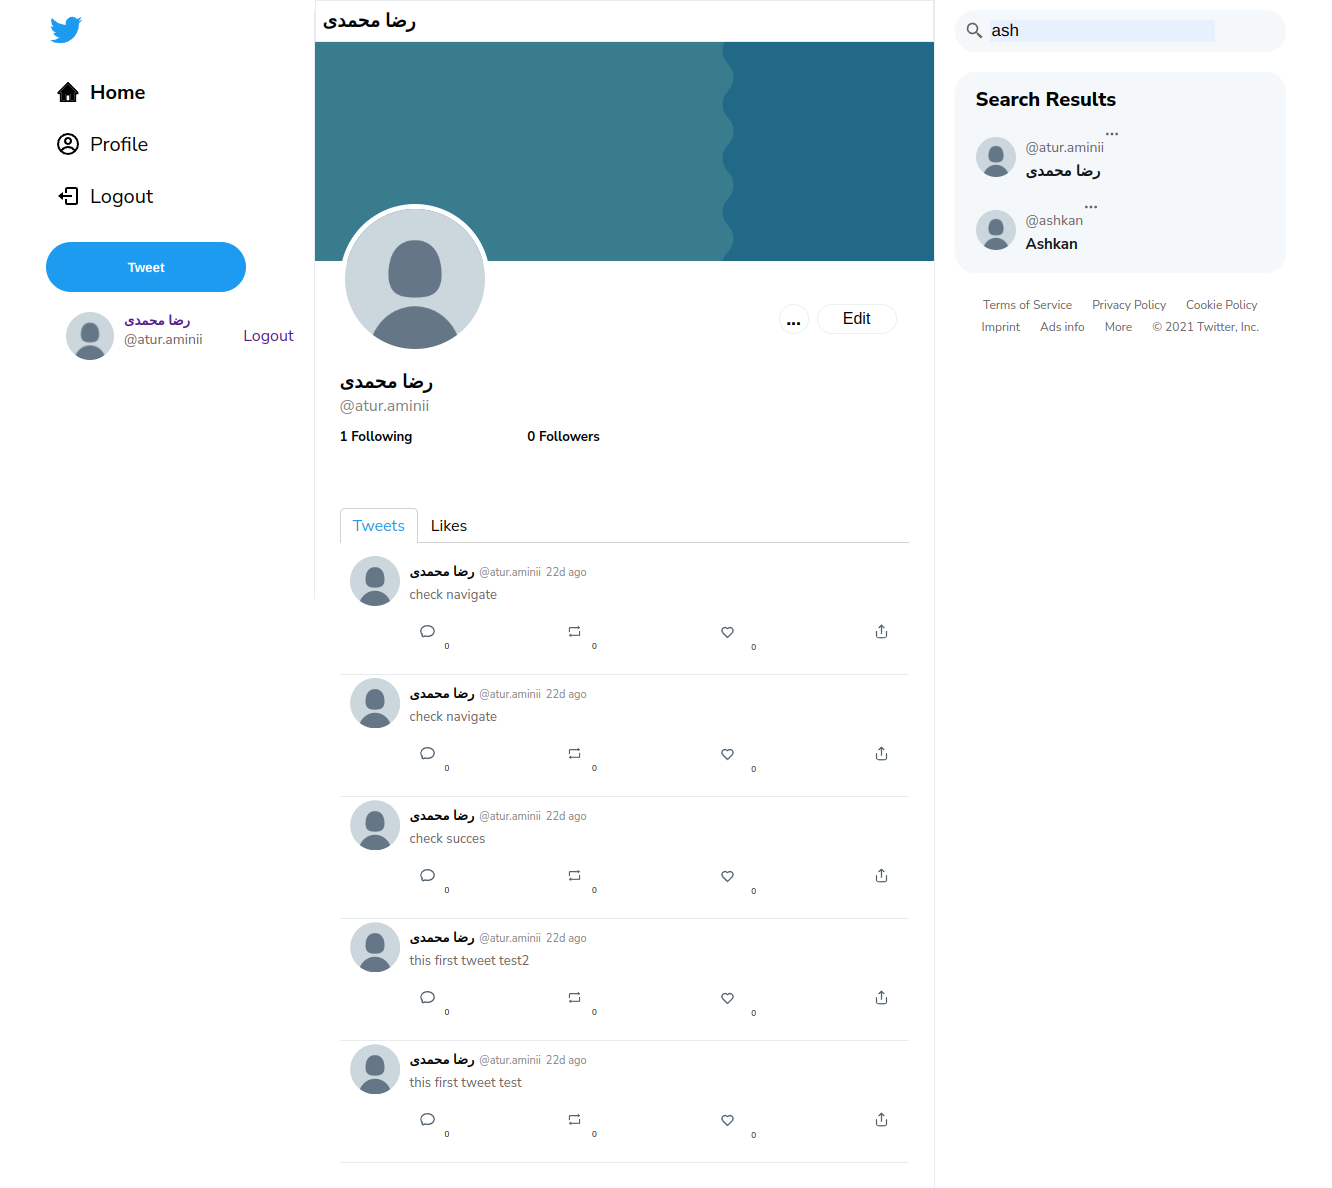 Home
Profile
Logout
Tweet
رضا محمدی
@atur.aminii
Logout
رضا محمدی
... Edit
رضا محمدی
@atur.aminii
1 Following 0 Followers
Tweets Likes
رضا محمدی @atur.aminii 22d ago
check navigate
0 0 0
رضا محمدی @atur.aminii 22d ago
check navigate
0 0 0
رضا محمدی @atur.aminii 22d ago
check succes
0 0 0
رضا محمدی @atur.aminii 22d ago
this first tweet test2
0 0 0
رضا محمدی @atur.aminii 22d ago
this first tweet test
0 0 0
ash
Search Results
@atur.aminii
رضا محمدی
@ashkan
Ashkan
Terms of Service Privacy Policy Cookie Policy
Imprint Ads info More © 2021 Twitter, Inc.